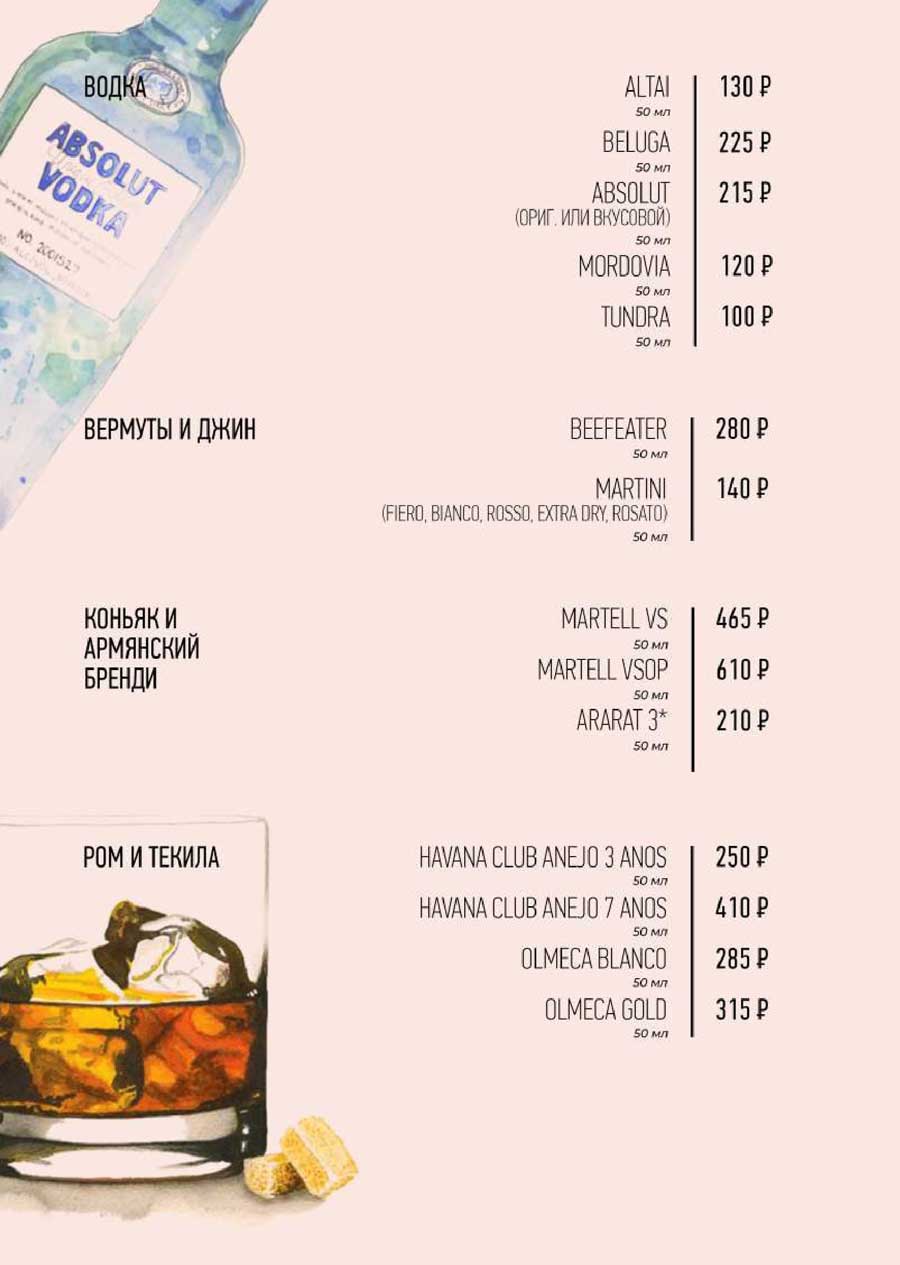 ВОДКА
ALTAI 130 ₽
50 мл
BELUGA 225 ₽
50 мл
ABSOLUT 215 ₽
(ОРИГ. ИЛИ ВКУСОВОЙ)
50 мл
MORDOVIA 120 ₽
50 мл
TUNDRA 100 ₽
50 мл
ABSOLUT
VODKA
ВЕРМУТЫ И ДЖИН
BEEFEATER 280 ₽
50 мл
MARTINI 140 ₽
(FIERO, BIANCO, ROSSO, EXTRA DRY, ROSATO)
50 мл
КОНЬЯК И
АРМЯНСКИЙ
БРЕНДИ
MARTELL VS 465 ₽
50 мл
MARTELL VSOP 610 ₽
50 мл
ARARAT 3* 210 ₽
50 мл
РОМ И ТЕКИЛА
HAVANA CLUB ANEJO 3 ANOS 250 ₽
50 мл
HAVANA CLUB ANEJO 7 ANOS 410 ₽
50 мл
OLMECA BLANCO 285 ₽
50 мл
OLMECA GOLD 315 ₽
50 мл